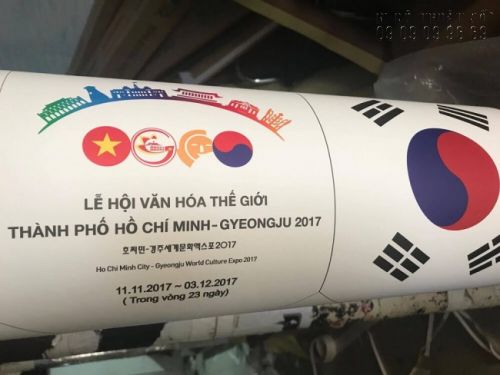 LỄ HỘI VĂN HÓA THẾ GIỚI
THÀNH PHỐ HỒ CHÍ MINH-GYEONGJU 2017
호찌민-경주세계문화엑스포2017
Ho Chi Minh City - Gyeongju World Culture Expo 2017
11.11.2017 ~ 03.12.2017
( Trong vòng 23 ngày)